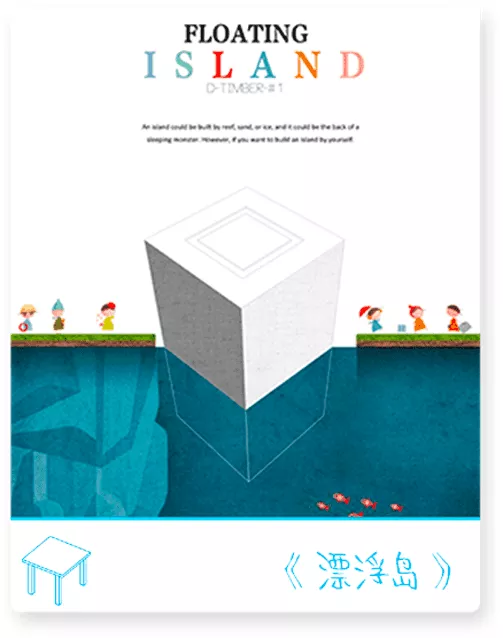 FLOATING
ISLAND
D-TIMBER-#1
An island could be built by reef, sand, or ice, and it could be the back of a
sleeping monster. However, if you want to build an island by yourself.
《漂浮岛》